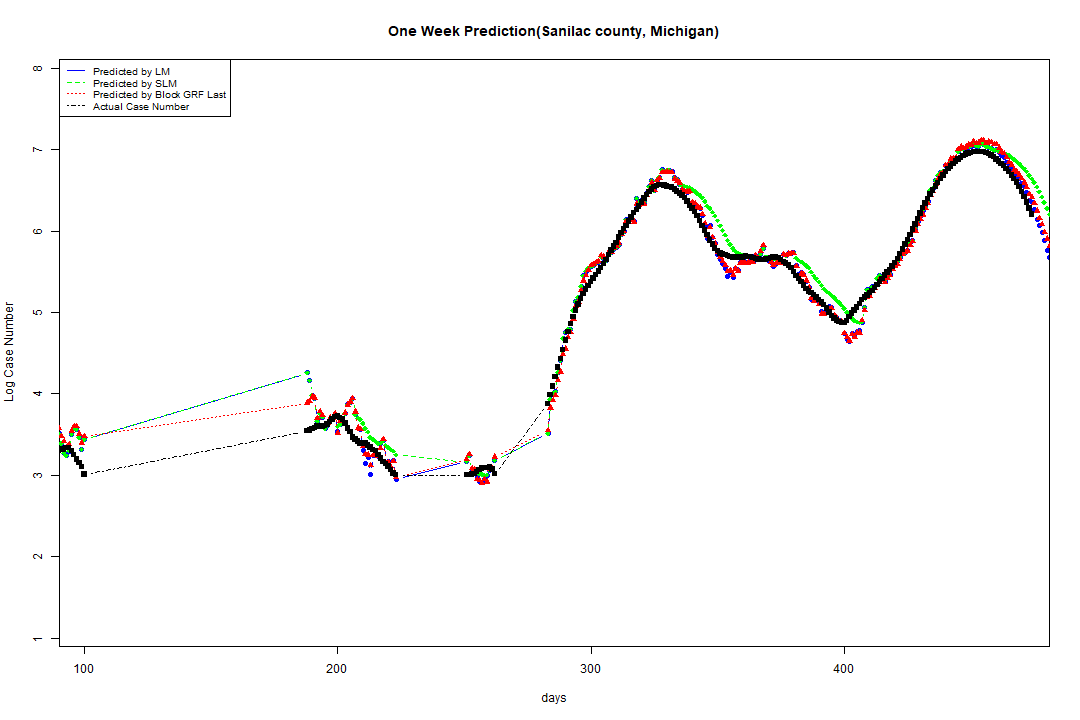 One Week Prediction(Sanilac county, Michigan)
Predicted by LM
Predicted by SLM
Predicted by Block GRF Last
Actual Case Number
8
7
6
5
4
3
2
1
Log Case Number
100 200 300 400
days